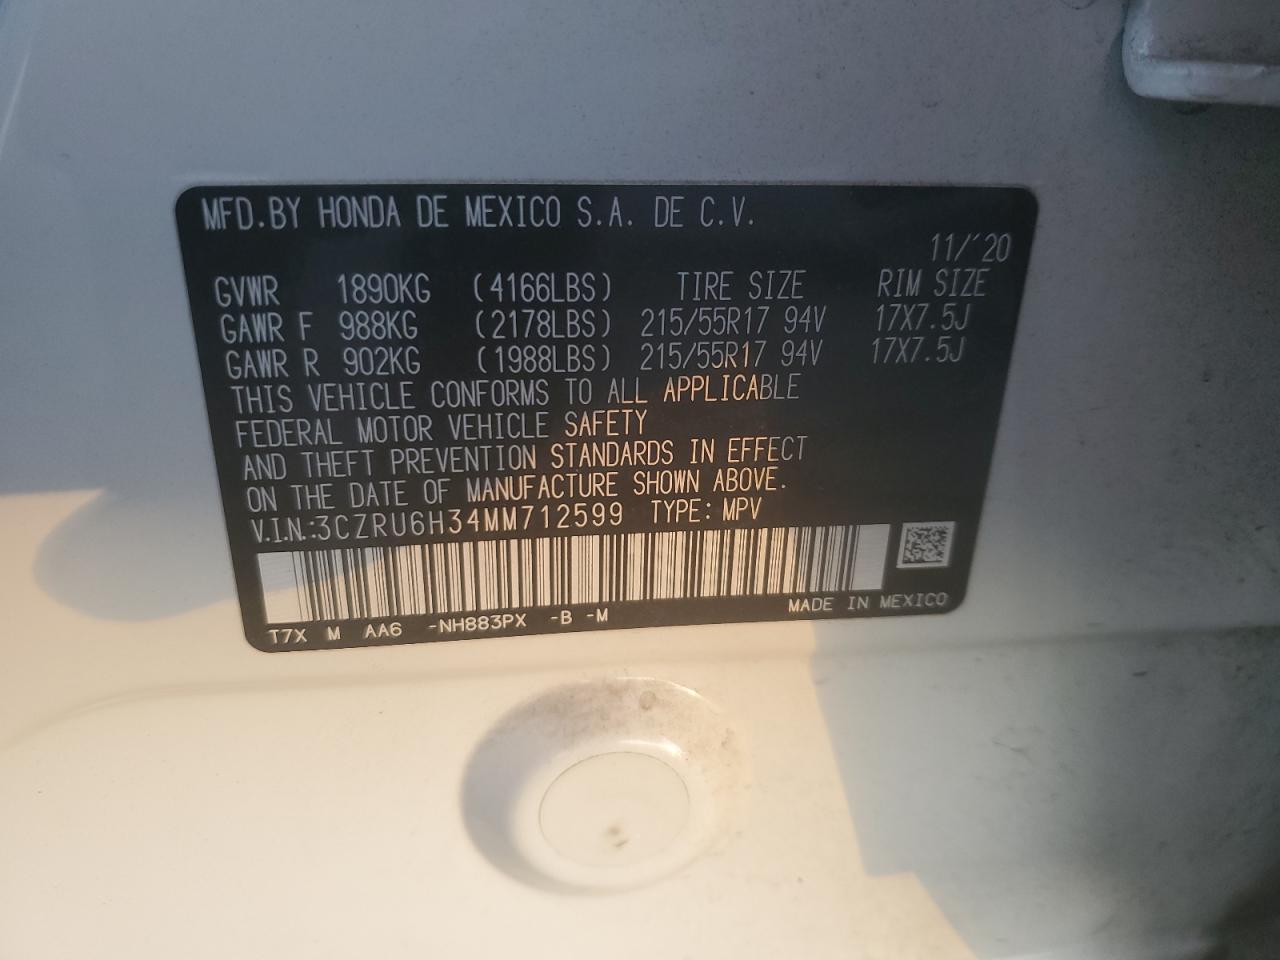 MFD.BY HONDA DE MEXICO S.A. DE C.V.
11/'20
GVWR 1890KG (4166LBS) TIRE SIZE RIM SIZE
GAWR F 988KG (2178LBS) 215/55R17 94V 17X7.5J
GAWR R 902KG (1988LBS) 215/55R17 94V 17X7.5J
THIS VEHICLE CONFORMS TO ALL APPLICABLE
FEDERAL MOTOR VEHICLE SAFETY
AND THEFT PREVENTION STANDARDS IN EFFECT
ON THE DATE OF MANUFACTURE SHOWN ABOVE.
V.I.N.:3CZRU6H34MM712599 TYPE: MPV
MADE IN MEXICO
T7X M AA6 -NH883PX -B -M